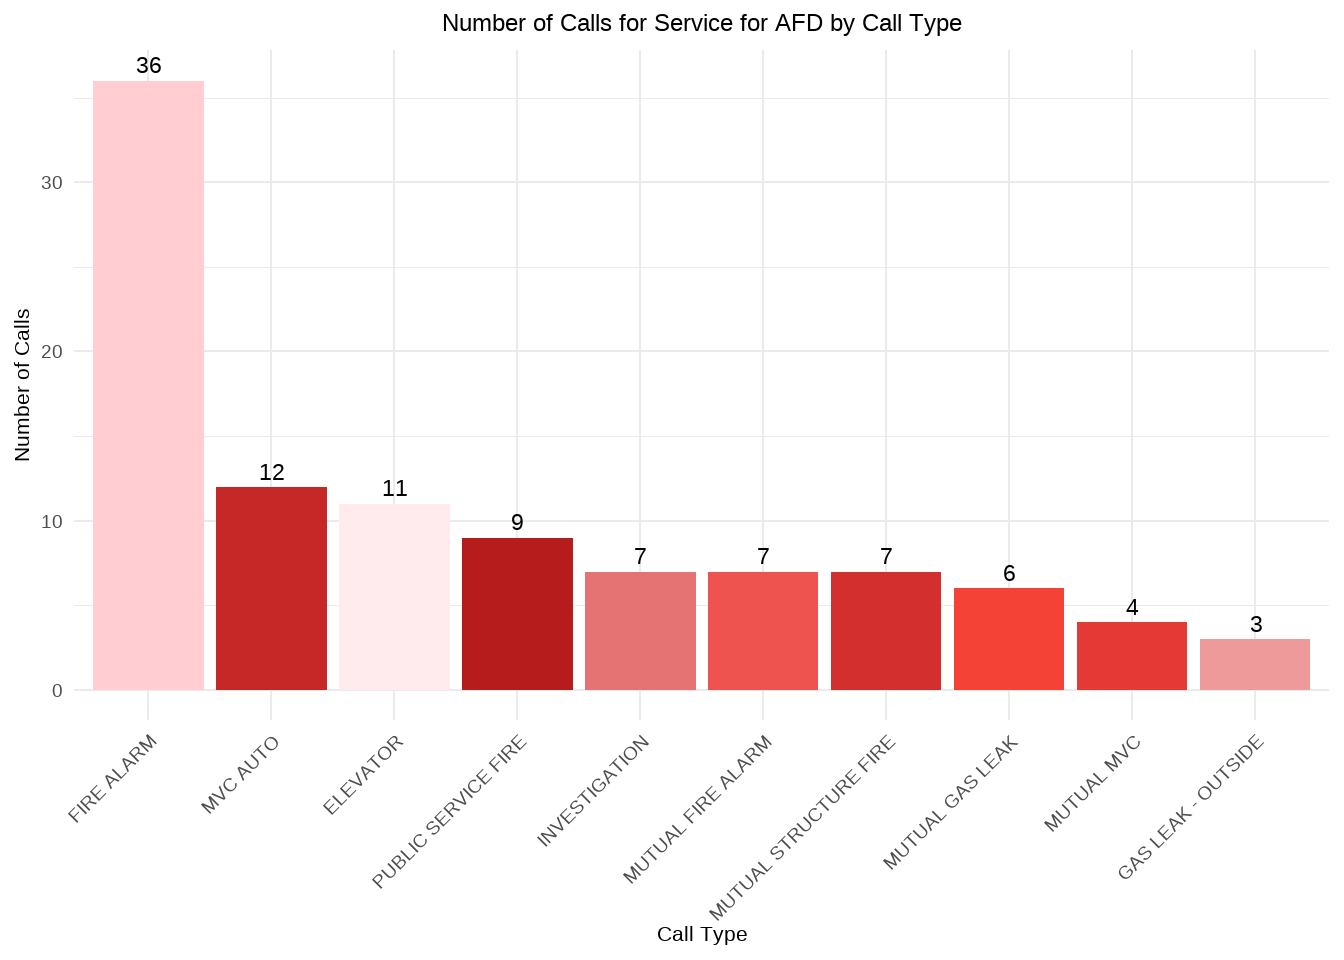 Number of Calls for Service for AFD by Call Type
Number of Calls
30
20
10
0
36
12
11
9
7
7
7
6
4
3
FIRE ALARM
MVC AUTO
ELEVATOR
PUBLIC SERVICE FIRE
INVESTIGATION
MUTUAL FIRE ALARM
MUTUAL STRUCTURE FIRE
MUTUAL GAS LEAK
MUTUAL MVC
GAS LEAK - OUTSIDE
Call Type